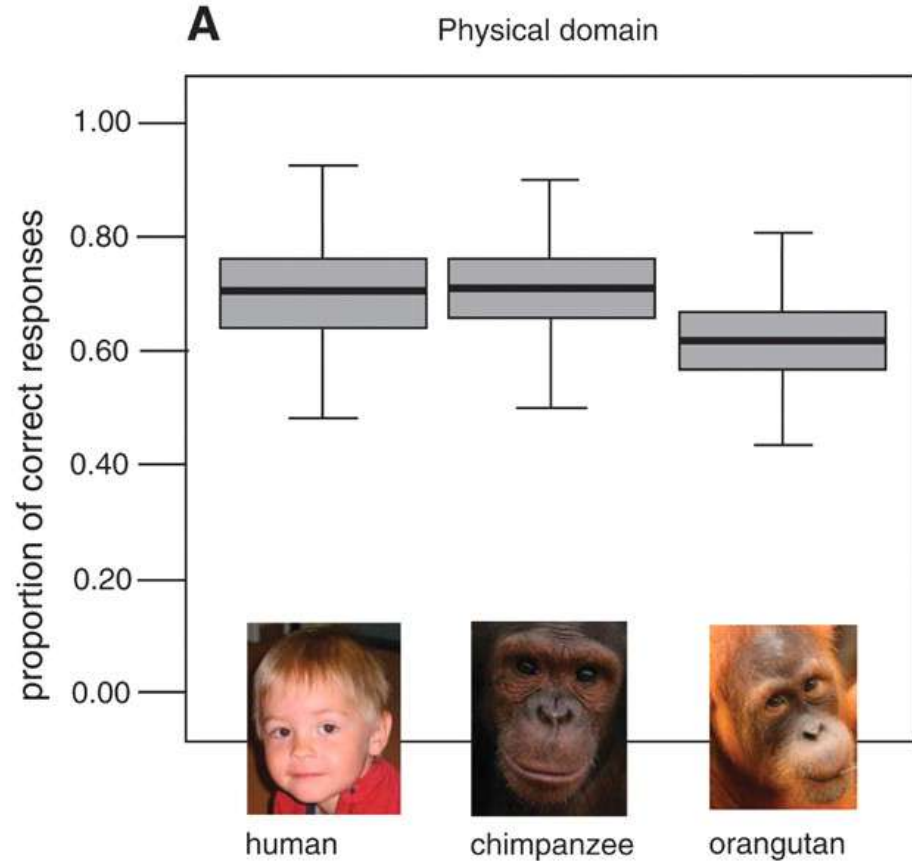 A
Physical domain
proportion of correct responses
1.00
0.80
0.60
0.40
0.20
0.00
human
chimpanzee
orangutan